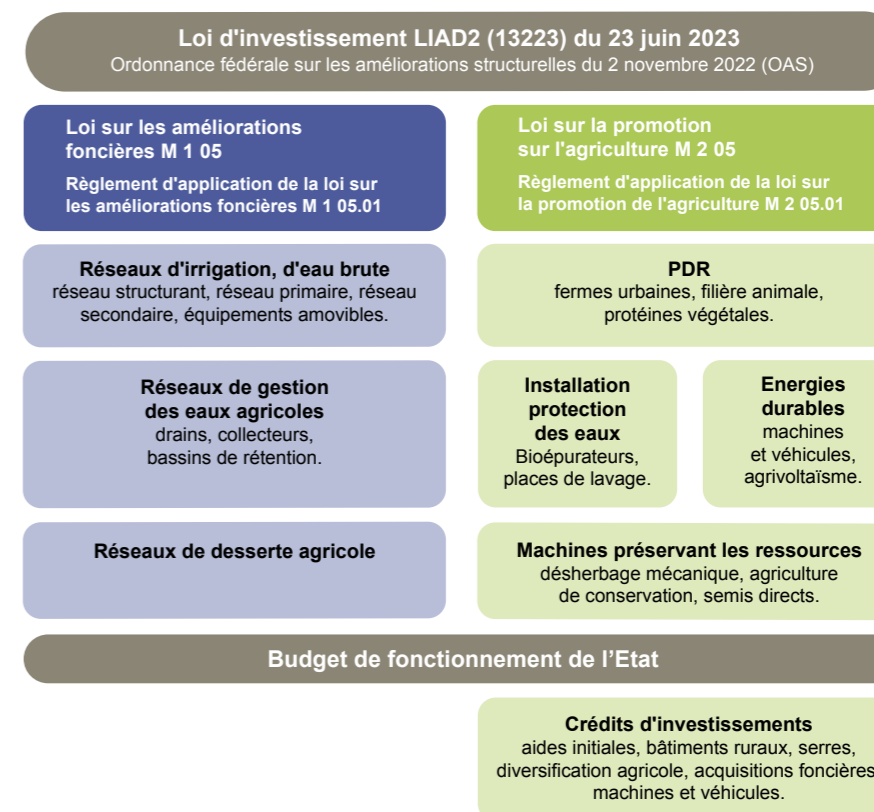 Loi d'investissement LIAD2 (13223) du 23 juin 2023
Ordonnance fédérale sur les améliorations structurelles du 2 novembre 2022 (OAS)
Loi sur les améliorations
foncières M 1 05
Règlement d'application de la loi sur
les améliorations foncières M 1 05.01
Loi sur la promotion
sur l'agriculture M 2 05
Règlement d'application de la loi sur
la promotion de l'agriculture M 2 05.01
Réseaux d'irrigation, d'eau brute
réseau structurant, réseau primaire, réseau
secondaire, équipements amovibles.
PDR
fermes urbaines, filière animale,
protéines végétales.
Réseaux de gestion
des eaux agricoles
drains, collecteurs,
bassins de rétention.
Installation
protection
des eaux
Bioépurateurs,
places de lavage.
Energies
durables
machines
et véhicules,
agrivoltaïsme.
Réseaux de desserte agricole
Machines préservant les ressources
désherbage mécanique, agriculture
de conservation, semis directs.
Budget de fonctionnement de l'Etat
Crédits d'investissements
aides initiales, bâtiments ruraux, serres,
diversification agricole, acquisitions foncières
machines et véhicules.